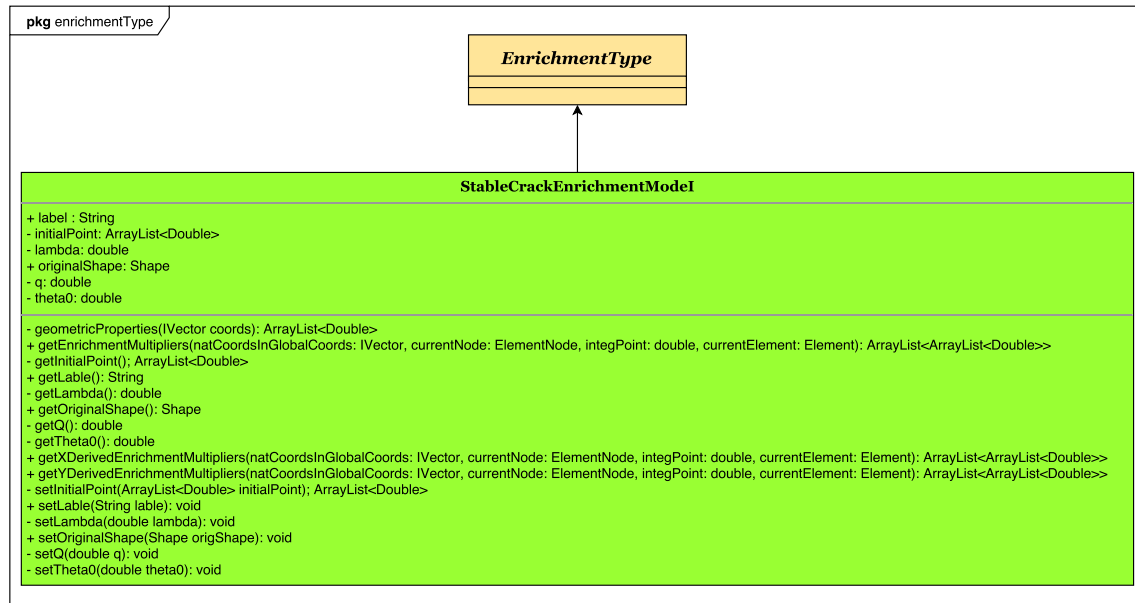 pkg enrichmentType
EnrichmentType
StableCrackEnrichmentModeI
+ label : String
- initialPoint: ArrayList<Double>
- lambda: double
+ originalShape: Shape
- q: double
- theta0: double
- geometricProperties(IVector coords): ArrayList<Double>
+ getEnrichmentMultipliers(natCoordsInGlobalCoords: IVector, currentNode: ElementNode, integPoint: double, currentElement: Element): ArrayList<ArrayList<Double>>
- getInitialPoint(); ArrayList<Double>
+ getLable(): String
- getLambda(): double
+ getOriginalShape(): Shape
- getQ(): double
- getTheta0(): double
+ getXDerivedEnrichmentMultipliers(natCoordsInGlobalCoords: IVector, currentNode: ElementNode, integPoint: double, currentElement: Element): ArrayList<ArrayList<Double>>
+ getYDerivedEnrichmentMultipliers(natCoordsInGlobalCoords: IVector, currentNode: ElementNode, integPoint: double, currentElement: Element): ArrayList<ArrayList<Double>>
- setInitialPoint(ArrayList<Double> initialPoint); ArrayList<Double>
+ setLable(String lable): void
- setLambda(double lambda): void
+ setOriginalShape(Shape origShape): void
- setQ(double q): void
- setTheta0(double theta0): void